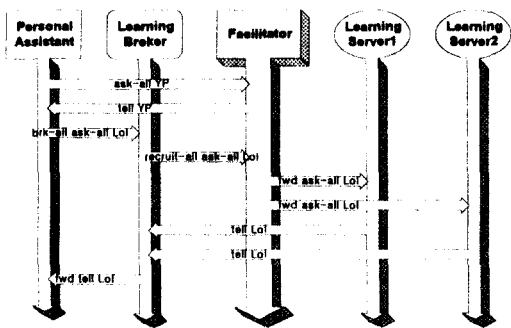 Personal
Assistant
Learning
Broker
Facilitator
Learning
Server1
Learning
Server2
ask-all YP
tell YP
brk-all ask-all LoI
recruit-all ask-all LoI
fwd ask-all LoI
fwd ask-all LoI
tell LoI
tell LoI
fwd tell LoI